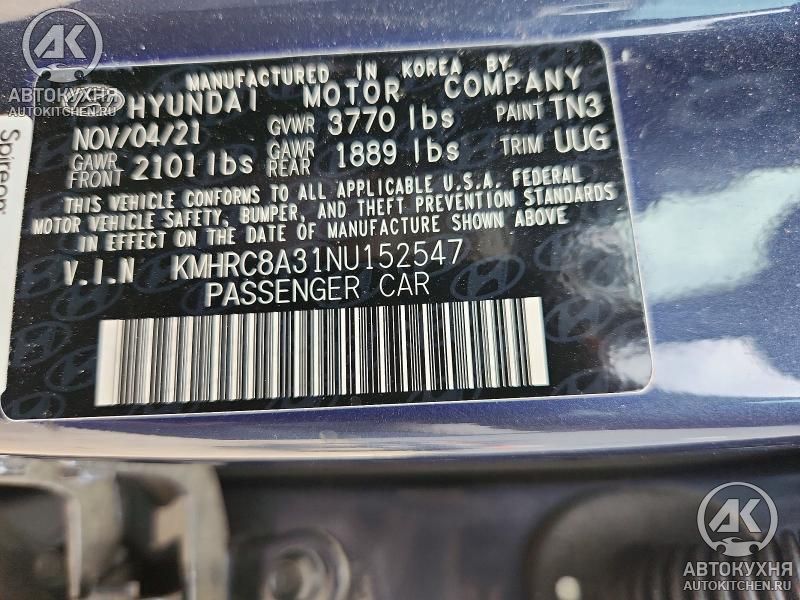 MANUFACTURED IN KOREA BY
HYUNDAI MOTOR COMPANY
NOV/04/21 GVWR 3770 lbs PAINT TN3
GAWR FRONT 2101 lbs GAWR REAR 1889 lbs TRIM UUG
THIS VEHICLE CONFORMS TO ALL APPLICABLE U.S.A. FEDERAL
MOTOR VEHICLE SAFETY, BUMPER, AND THEFT PREVENTION STANDARDS
IN EFFECT ON THE DATE OF MANUFACTURE SHOWN ABOVE
V.I.N KMHRC8A31NU152547
PASSENGER CAR
Spireon
АК
АВТОКУХНЯ
AUTOKITCHEN.RU
АК
АВТОКУХНЯ
AUTOKITCHEN.RU